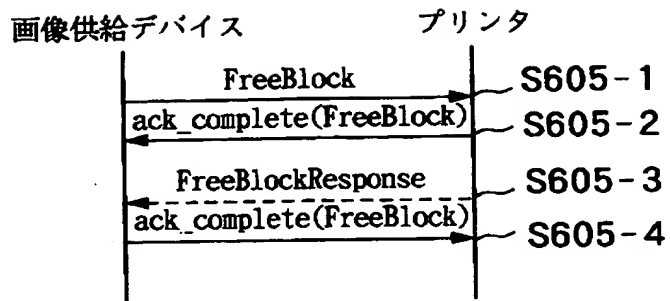 画像供給デバイス
プリンタ
FreeBlock
S605-1
ack_complete(FreeBlock)
S605-2
FreeBlockResponse
S605-3
ack_complete(FreeBlock)
S605-4